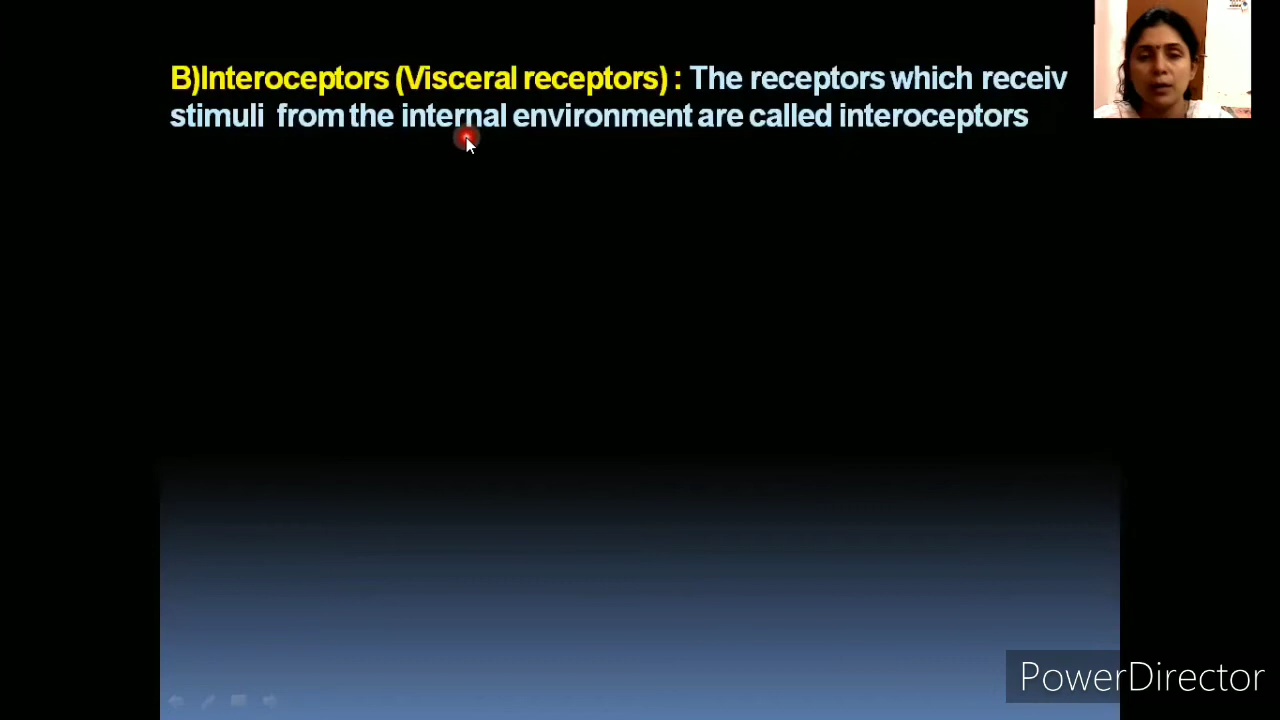 B)Interoceptors (Visceral receptors) : The receptors which receiv
stimuli from the internal environment are called interoceptors
PowerDirector